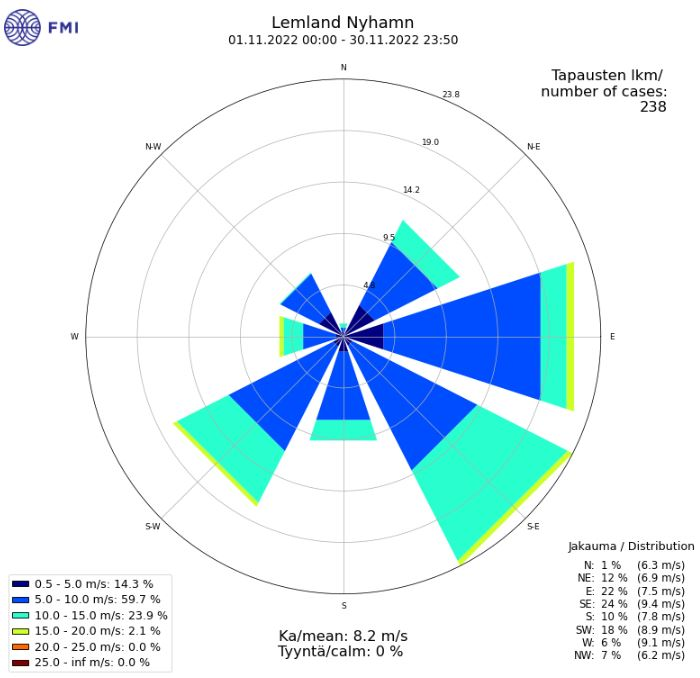 FMI
Lemland Nyhamn
01.11.2022 00:00 - 30.11.2022 23:50
Tapausten lkm/
number of cases:
238
N
N-E
E
S-E
S
S-W
W
N-W
23.8
19.0
14.2
9.5
4.8
0.5 - 5.0 m/s: 14.3 %
5.0 - 10.0 m/s: 59.7 %
10.0 - 15.0 m/s: 23.9 %
15.0 - 20.0 m/s: 2.1 %
20.0 - 25.0 m/s: 0.0 %
25.0 - inf m/s: 0.0 %
Ka/mean: 8.2 m/s
Tyyntä/calm: 0 %
Jakauma / Distribution
N: 1 % (6.3 m/s)
NE: 12 % (6.9 m/s)
E: 22 % (7.5 m/s)
SE: 24 % (9.4 m/s)
S: 10 % (7.8 m/s)
SW: 18 % (8.9 m/s)
W: 6 % (9.1 m/s)
NW: 7 % (6.2 m/s)